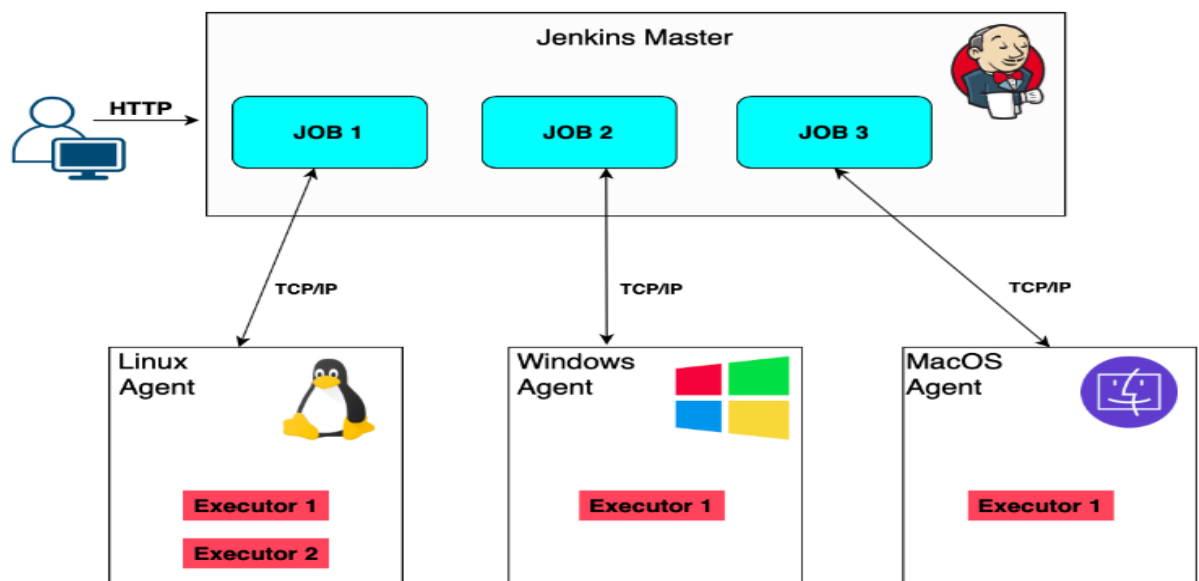 Jenkins Master
HTTP
JOB 1
JOB 2
JOB 3
TCP/IP
TCP/IP
TCP/IP
Linux
Agent
Windows
Agent
MacOS
Agent
Executor 1
Executor 2
Executor 1
Executor 1